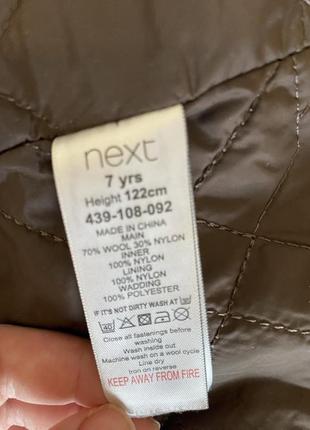 next
7 yrs
Height 122cm
439-108-092
MADE IN CHINA
MAIN
70% WOOL 30% NYLON
INNER
100% NYLON
LINING
100% NYLON
WADDING
100% POLYESTER
IF IT'S NOT DIRTY WASH AT
40
Close all fastenings before
washing
Wash inside out
Machine wash on a wool cycle
Line dry
Iron on reverse
KEEP AWAY FROM FIRE